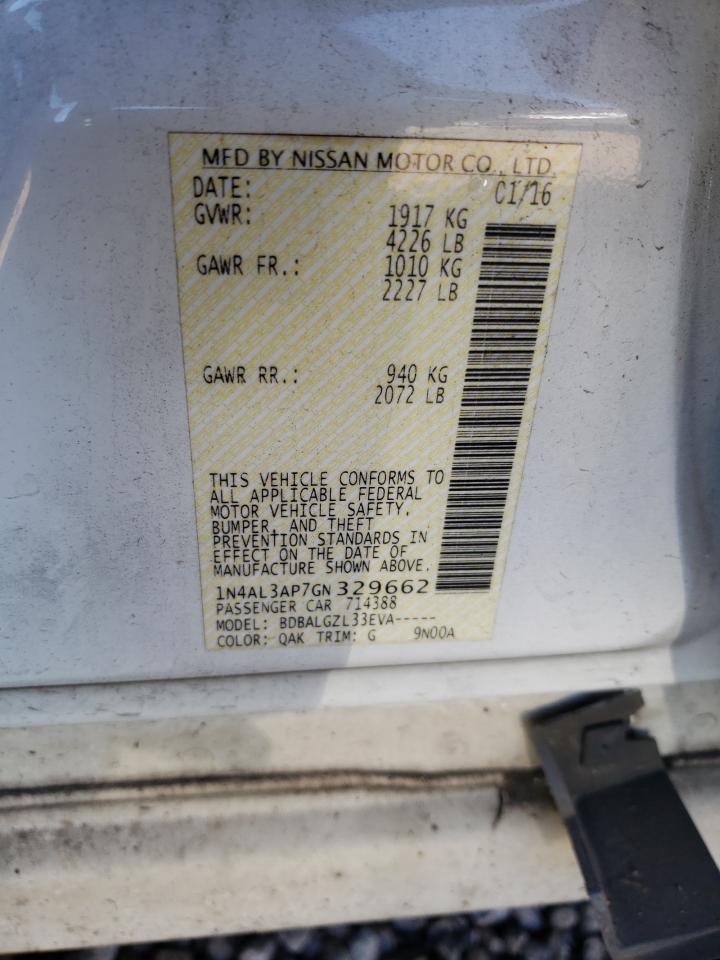 MFD BY NISSAN MOTOR CO., LTD.
DATE: 01/16
GVWR: 1917 KG
4226 LB
GAWR FR.: 1010 KG
2227 LB
GAWR RR.: 940 KG
2072 LB
THIS VEHICLE CONFORMS TO
ALL APPLICABLE FEDERAL
MOTOR VEHICLE SAFETY,
BUMPER, AND THEFT
PREVENTION STANDARDS IN
EFFECT ON THE DATE OF
MANUFACTURE SHOWN ABOVE.
1N4AL3AP7GN329662
PASSENGER CAR 714388
MODEL: BDBALGZL33EVA-----
COLOR: QAK TRIM: G 9N00A